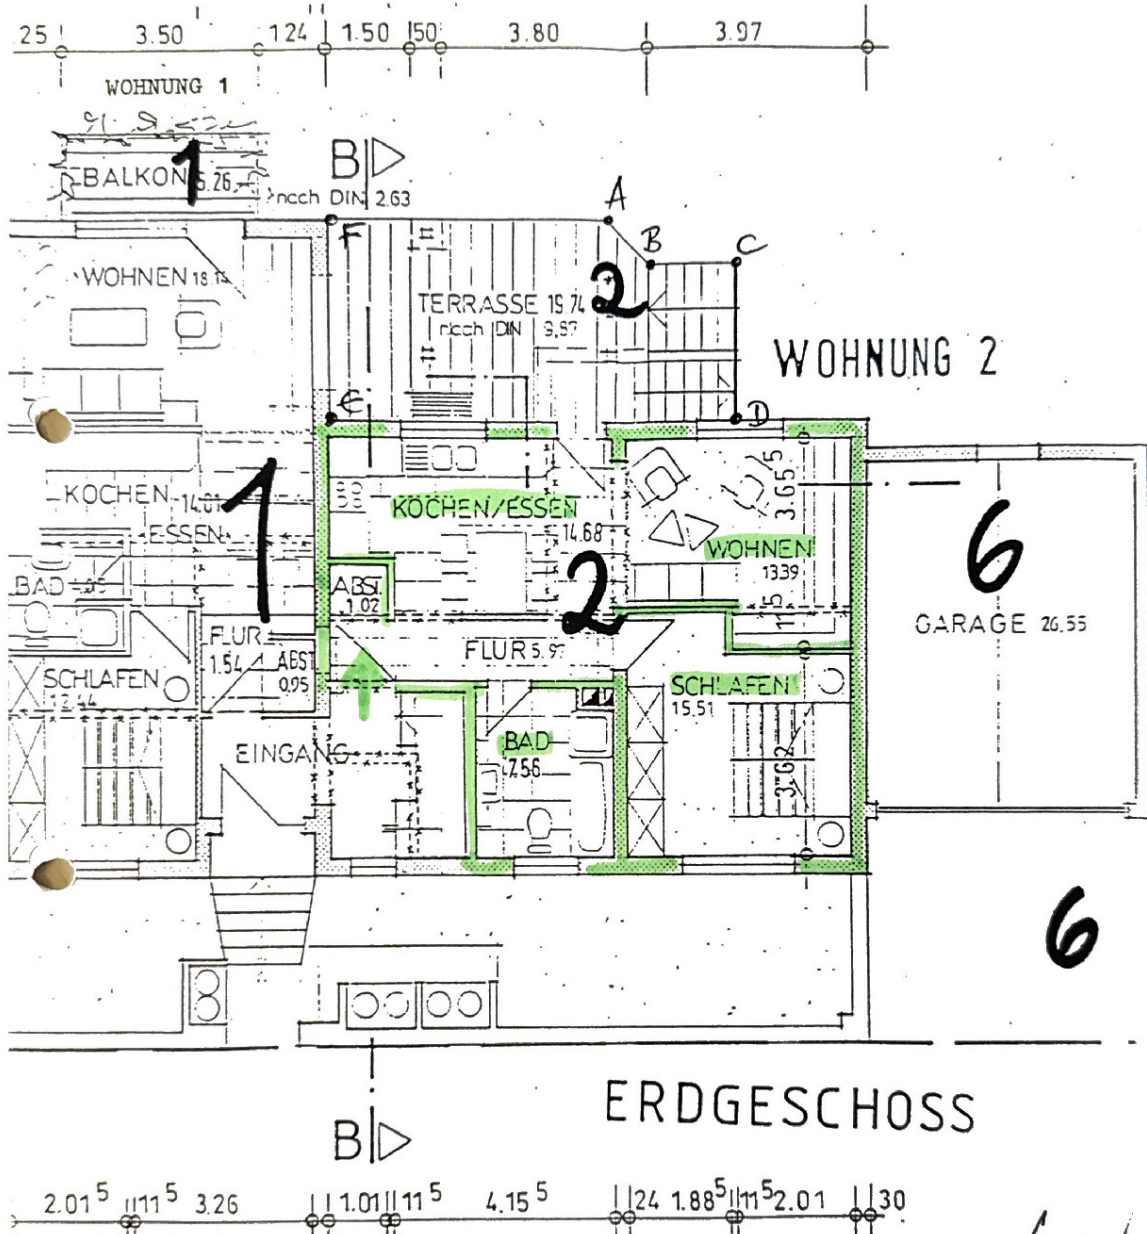 25 3.50 1.24 1.50 50 3.80 3.97
WOHNUNG 1
B
BALKON 5.26
1
nach DIN 2.63
A
F
B
C
WOHNEN
TERRASSE 19.74
2
nach DIN 9,87
WOHNUNG 2
E
D
KOCHEN 14.01
ESSEN
1
KOCHEN/ESSEN
14.68
3.65 5
WOHNEN
13.39
6
BAD
ABST.
1.02
2
11 5
GARAGE 26,55
FLUR
1.54
ABST
0,95
FLUR 5.97
SCHLAFEN
SCHLAFEN
15.51
EINGANG
BAD
7.56
3.62
6
ERDGESCHOSS
B
2.01 5 11 5 3.26 1.01 11 5 4.15 5 24 1.88 5 11 5 2.01 30